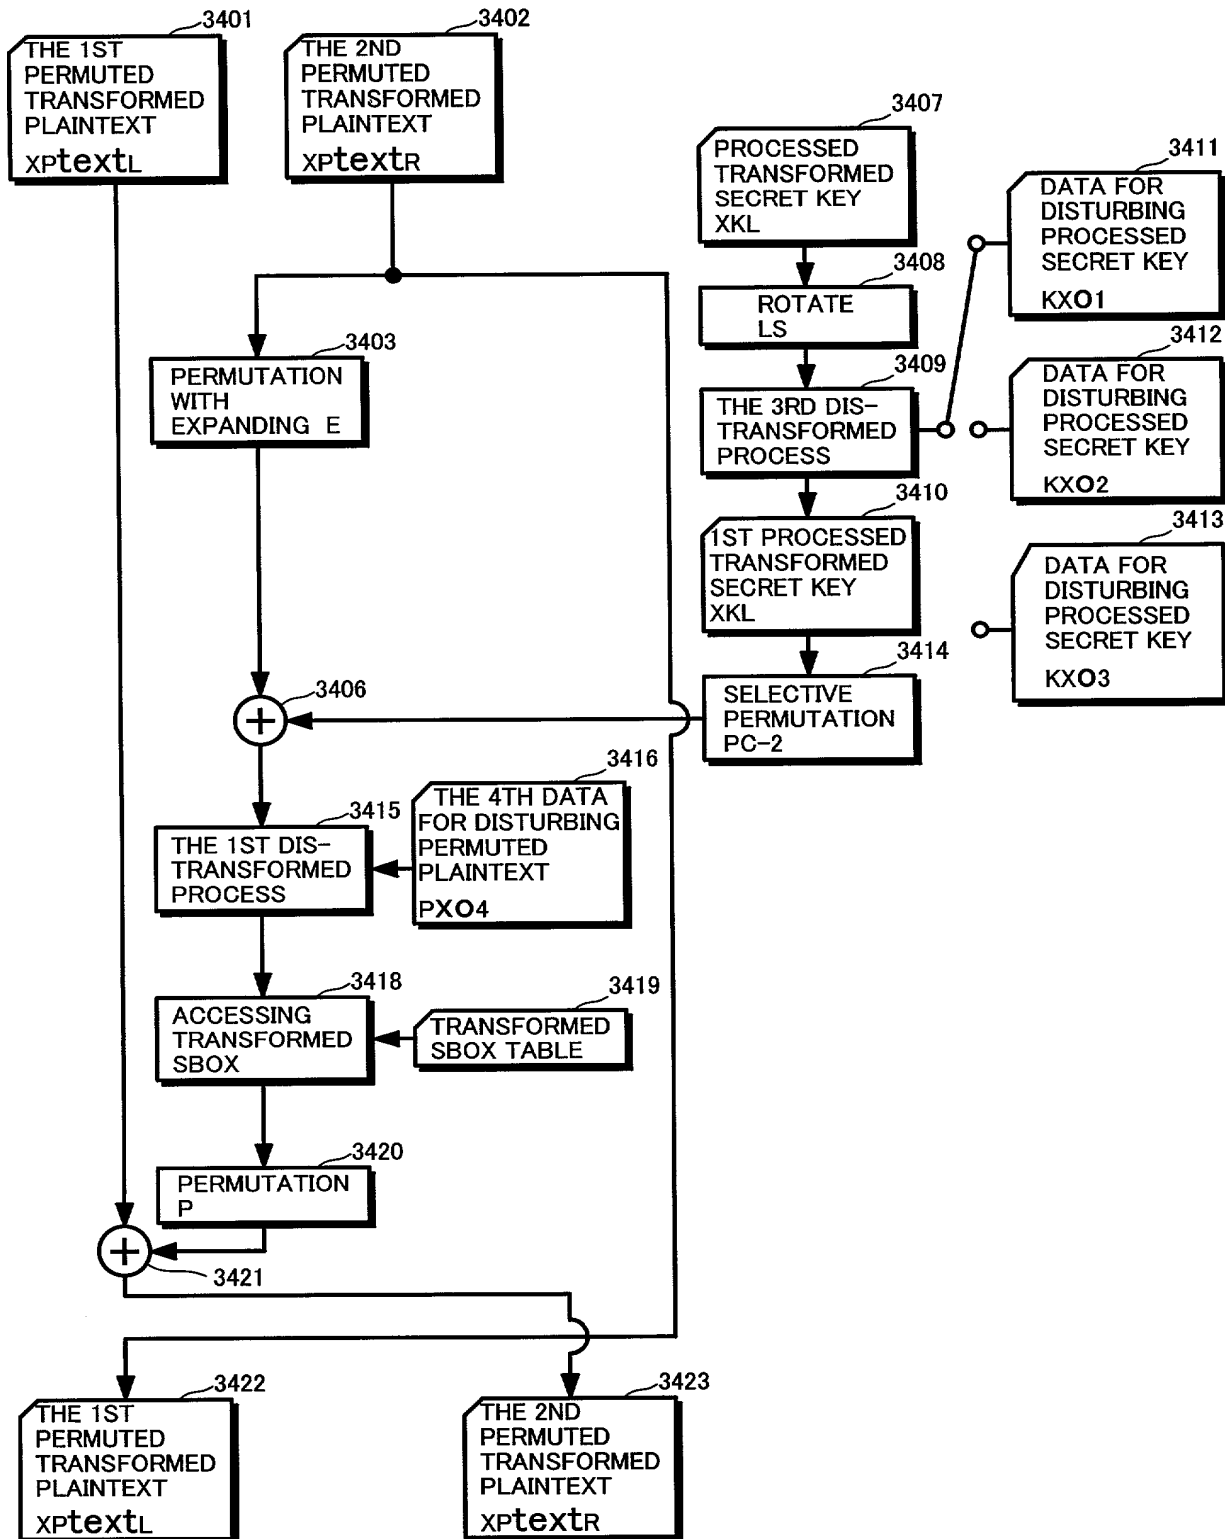 3401
THE 1ST
PERMUTED
TRANSFORMED
PLAINTEXT
XPtextL
3402
THE 2ND
PERMUTED
TRANSFORMED
PLAINTEXT
XPtextR
3407
PROCESSED
TRANSFORMED
SECRET KEY
XKL
3411
DATA FOR
DISTURBING
PROCESSED
SECRET KEY
KXO1
3408
ROTATE
LS
3403
PERMUTATION
WITH
EXPANDING E
3409
THE 3RD DIS-
TRANSFORMED
PROCESS
3412
DATA FOR
DISTURBING
PROCESSED
SECRET KEY
KXO2
3410
1ST PROCESSED
TRANSFORMED
SECRET KEY
XKL
3413
DATA FOR
DISTURBING
PROCESSED
SECRET KEY
KXO3
3406
3414
SELECTIVE
PERMUTATION
PC-2
3415
THE 1ST DIS-
TRANSFORMED
PROCESS
3416
THE 4TH DATA
FOR DISTURBING
PERMUTED
PLAINTEXT
PXO4
3418
ACCESSING
TRANSFORMED
SBOX
3419
TRANSFORMED
SBOX TABLE
3420
PERMUTATION
P
3421
3422
THE 1ST
PERMUTED
TRANSFORMED
PLAINTEXT
XPtextL
3423
THE 2ND
PERMUTED
TRANSFORMED
PLAINTEXT
XPtextR